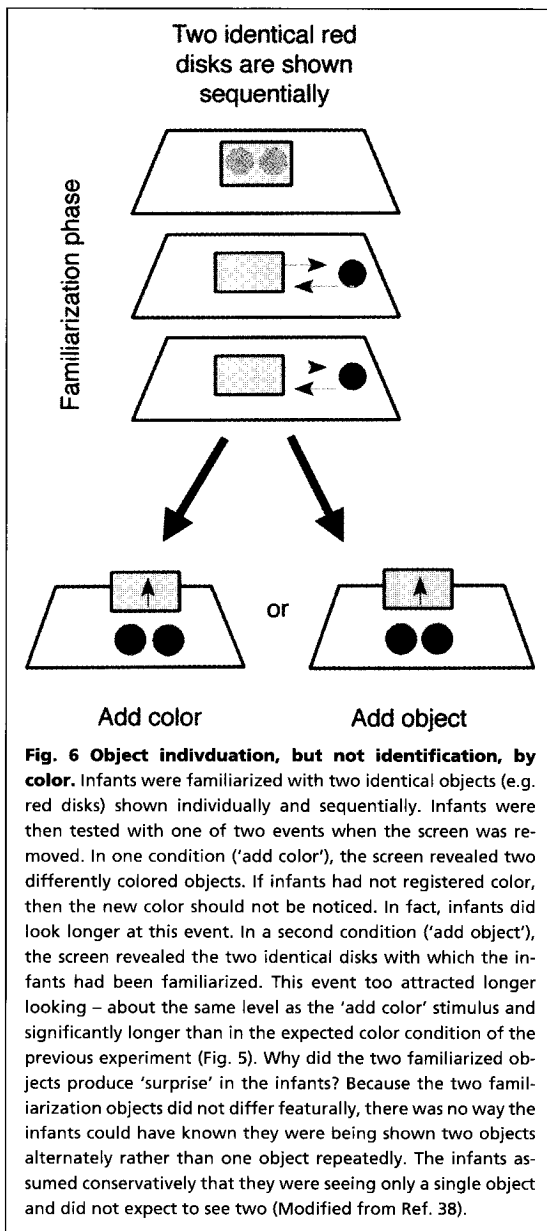 Two identical red
disks are shown
sequentially
Familiarization phase
or
Add color
Add object
Fig. 6 Object indivduation, but not identification, by
color. Infants were familiarized with two identical objects (e.g.
red disks) shown individually and sequentially. Infants were
then tested with one of two events when the screen was re-
moved. In one condition ('add color'), the screen revealed two
differently colored objects. If infants had not registered color,
then the new color should not be noticed. In fact, infants did
look longer at this event. In a second condition ('add object'),
the screen revealed the two identical disks with which the in-
fants had been familiarized. This event too attracted longer
looking – about the same level as the 'add color' stimulus and
significantly longer than in the expected color condition of the
previous experiment (Fig. 5). Why did the two familiarized ob-
jects produce 'surprise' in the infants? Because the two famil-
iarization objects did not differ featurally, there was no way the
infants could have known they were being shown two objects
alternately rather than one object repeatedly. The infants as-
sumed conservatively that they were seeing only a single object
and did not expect to see two (Modified from Ref. 38).